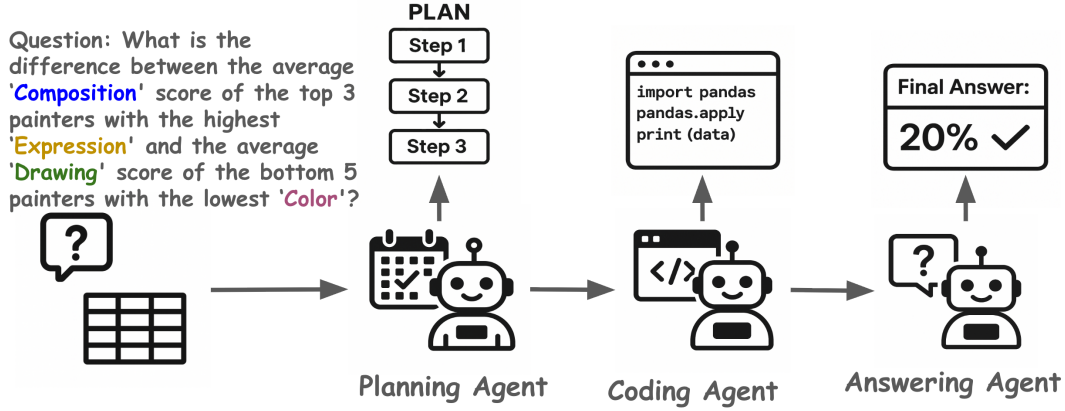 Question: What is the
difference between the average
'Composition' score of the top 3
painters with the highest
'Expression' and the average
'Drawing' score of the bottom 5
painters with the lowest 'Color'?
?
PLAN
Step 1
Step 2
Step 3
Planning Agent
import pandas
pandas.apply
print (data)
</>
Coding Agent
Final Answer:
20% ✓
?
Answering Agent